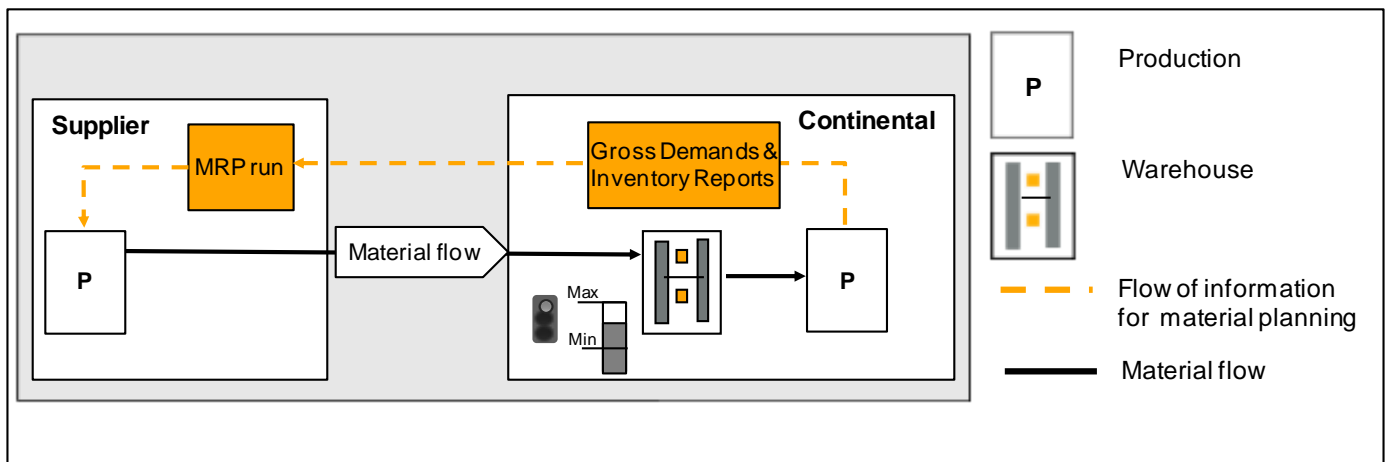 Supplier
MRP run
P
Material flow
Continental
Gross Demands &
Inventory Reports
Max
Min
P
P
Production
Warehouse
Flow of information
for material planning
Material flow